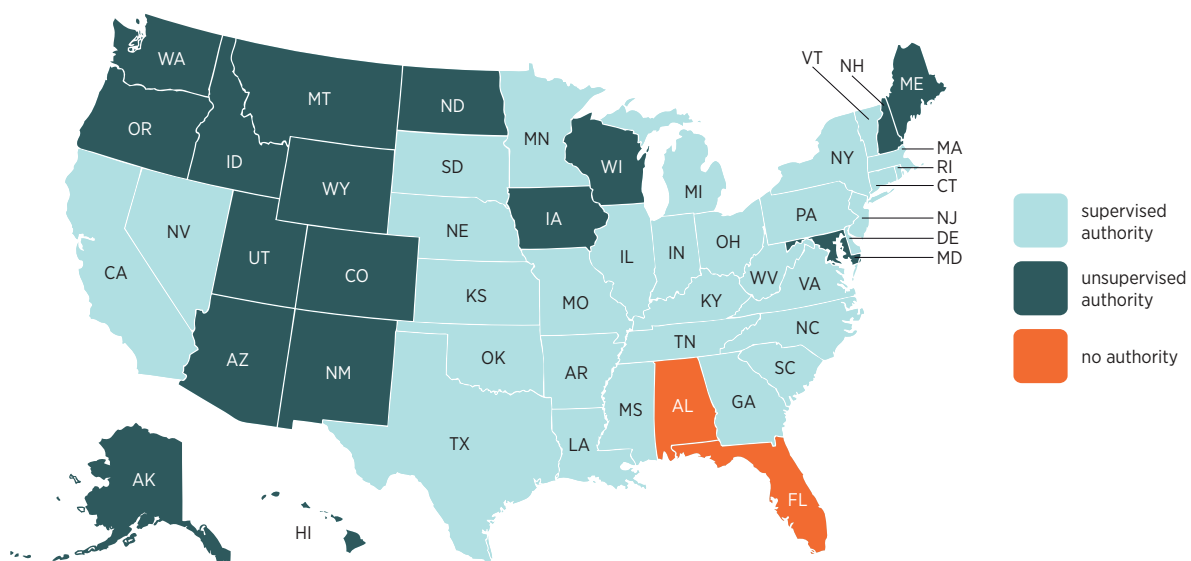 WA
OR
ID
MT
ND
WY
UT
CO
AZ
NM
CA
NV
SD
NE
KS
OK
TX
MN
WI
IA
MO
AR
LA
IL
MI
IN
OH
KY
TN
MS
AL
GA
FL
SC
NC
VA
WV
PA
NY
VT
NH
ME
MA
RI
CT
NJ
DE
MD
AK
HI
supervised
authority
unsupervised
authority
no authority